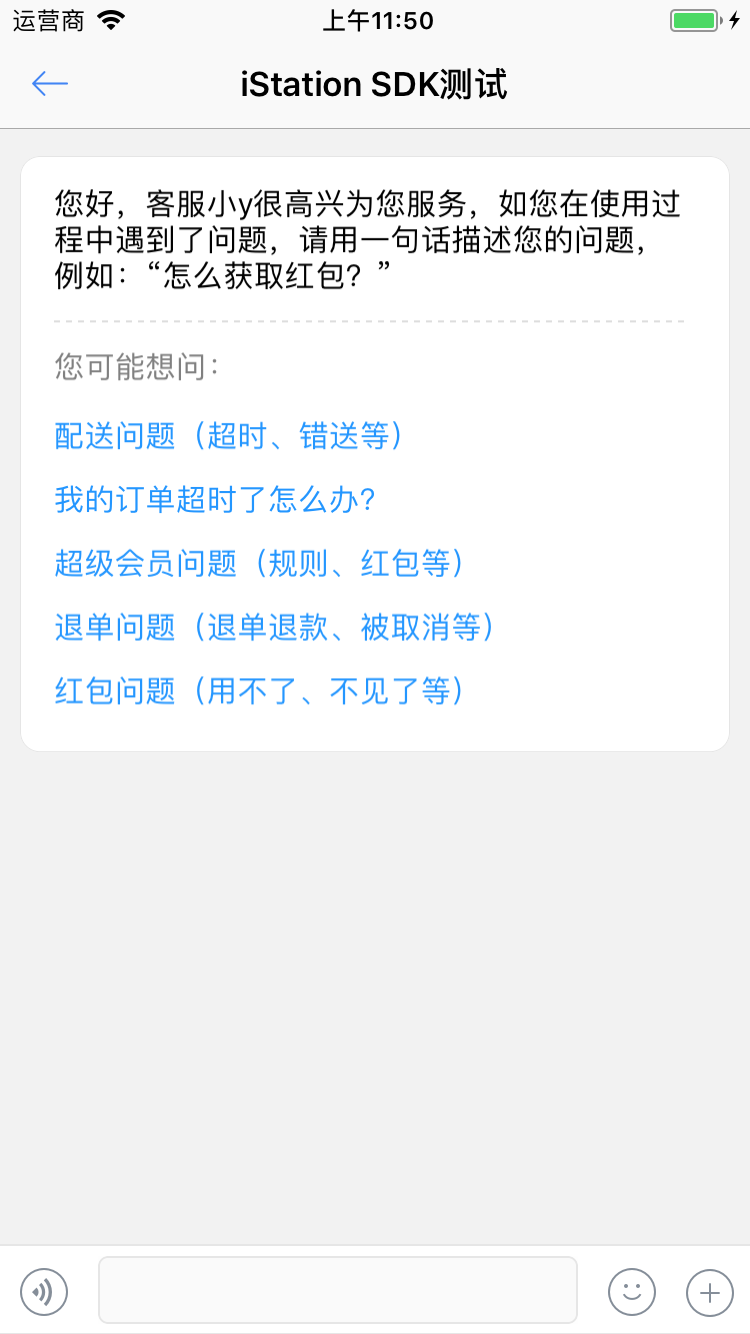 运营商
上午11:50
iStation SDK测试
您好，客服小y很高兴为您服务，如您在使用过
程中遇到了问题，请用一句话描述您的问题，
例如：“怎么获取红包？”
您可能想问：
配送问题（超时、错送等）
我的订单超时了怎么办?
超级会员问题（规则、红包等）
退单问题（退单退款、被取消等）
红包问题（用不了、不见了等）